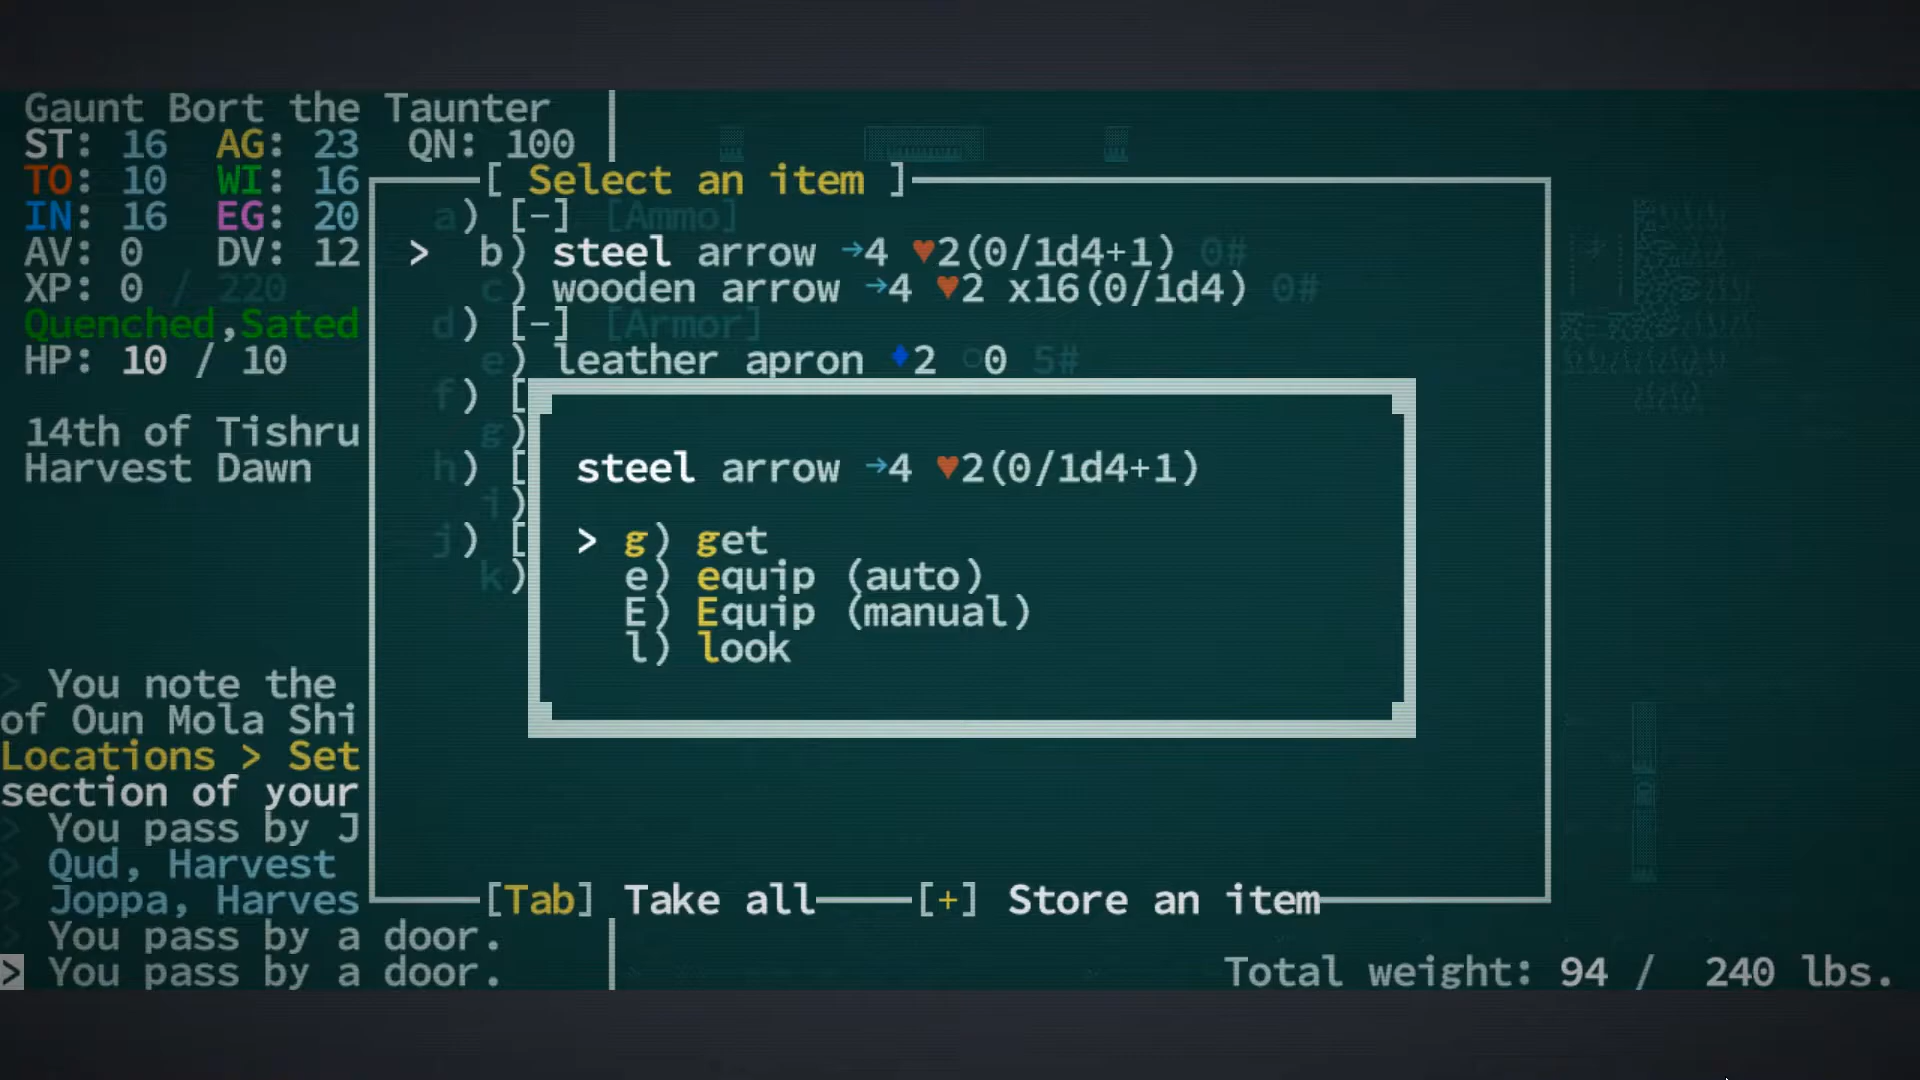 Gaunt Bort the Taunter
ST: 16 AG: 23 QN: 100
TO: 10 WI: 16
IN: 16 EG: 20
AV: 0 DV: 12
XP: 0 / 220
Quenched,Sated
HP: 10 / 10
14th of Tishru
Harvest Dawn
[ Select an item ]
a) [-] [Ammo]
> b) steel arrow →4 ♥2(0/1d4+1) 0#
c) wooden arrow →4 ♥2 x16(0/1d4) 0#
d) [-] [Armor]
e) leather apron ♦2 ○0 5#
f) [
g)
h) [
i)
j) [
k)
steel arrow →4 ♥2(0/1d4+1)
> g) get
e) equip (auto)
E) Equip (manual)
l) look
> You note the
of Oun Mola Shi
Locations > Set
section of your
> You pass by J
> Qud, Harvest
> Joppa, Harves
> You pass by a door.
> You pass by a door.
[Tab] Take all
[+] Store an item
Total weight: 94 / 240 lbs.